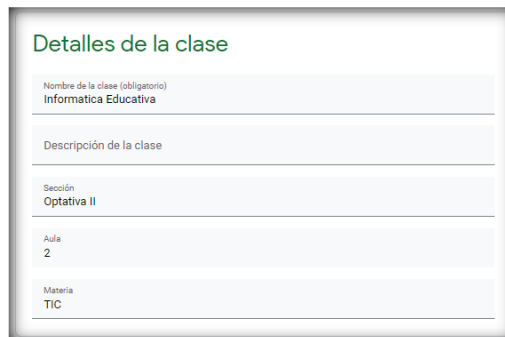 Detalles de la clase
Nombre de la clase (obligatorio)
Informatica Educativa
Descripción de la clase
Sección
Optativa II
Aula
2
Materia
TIC